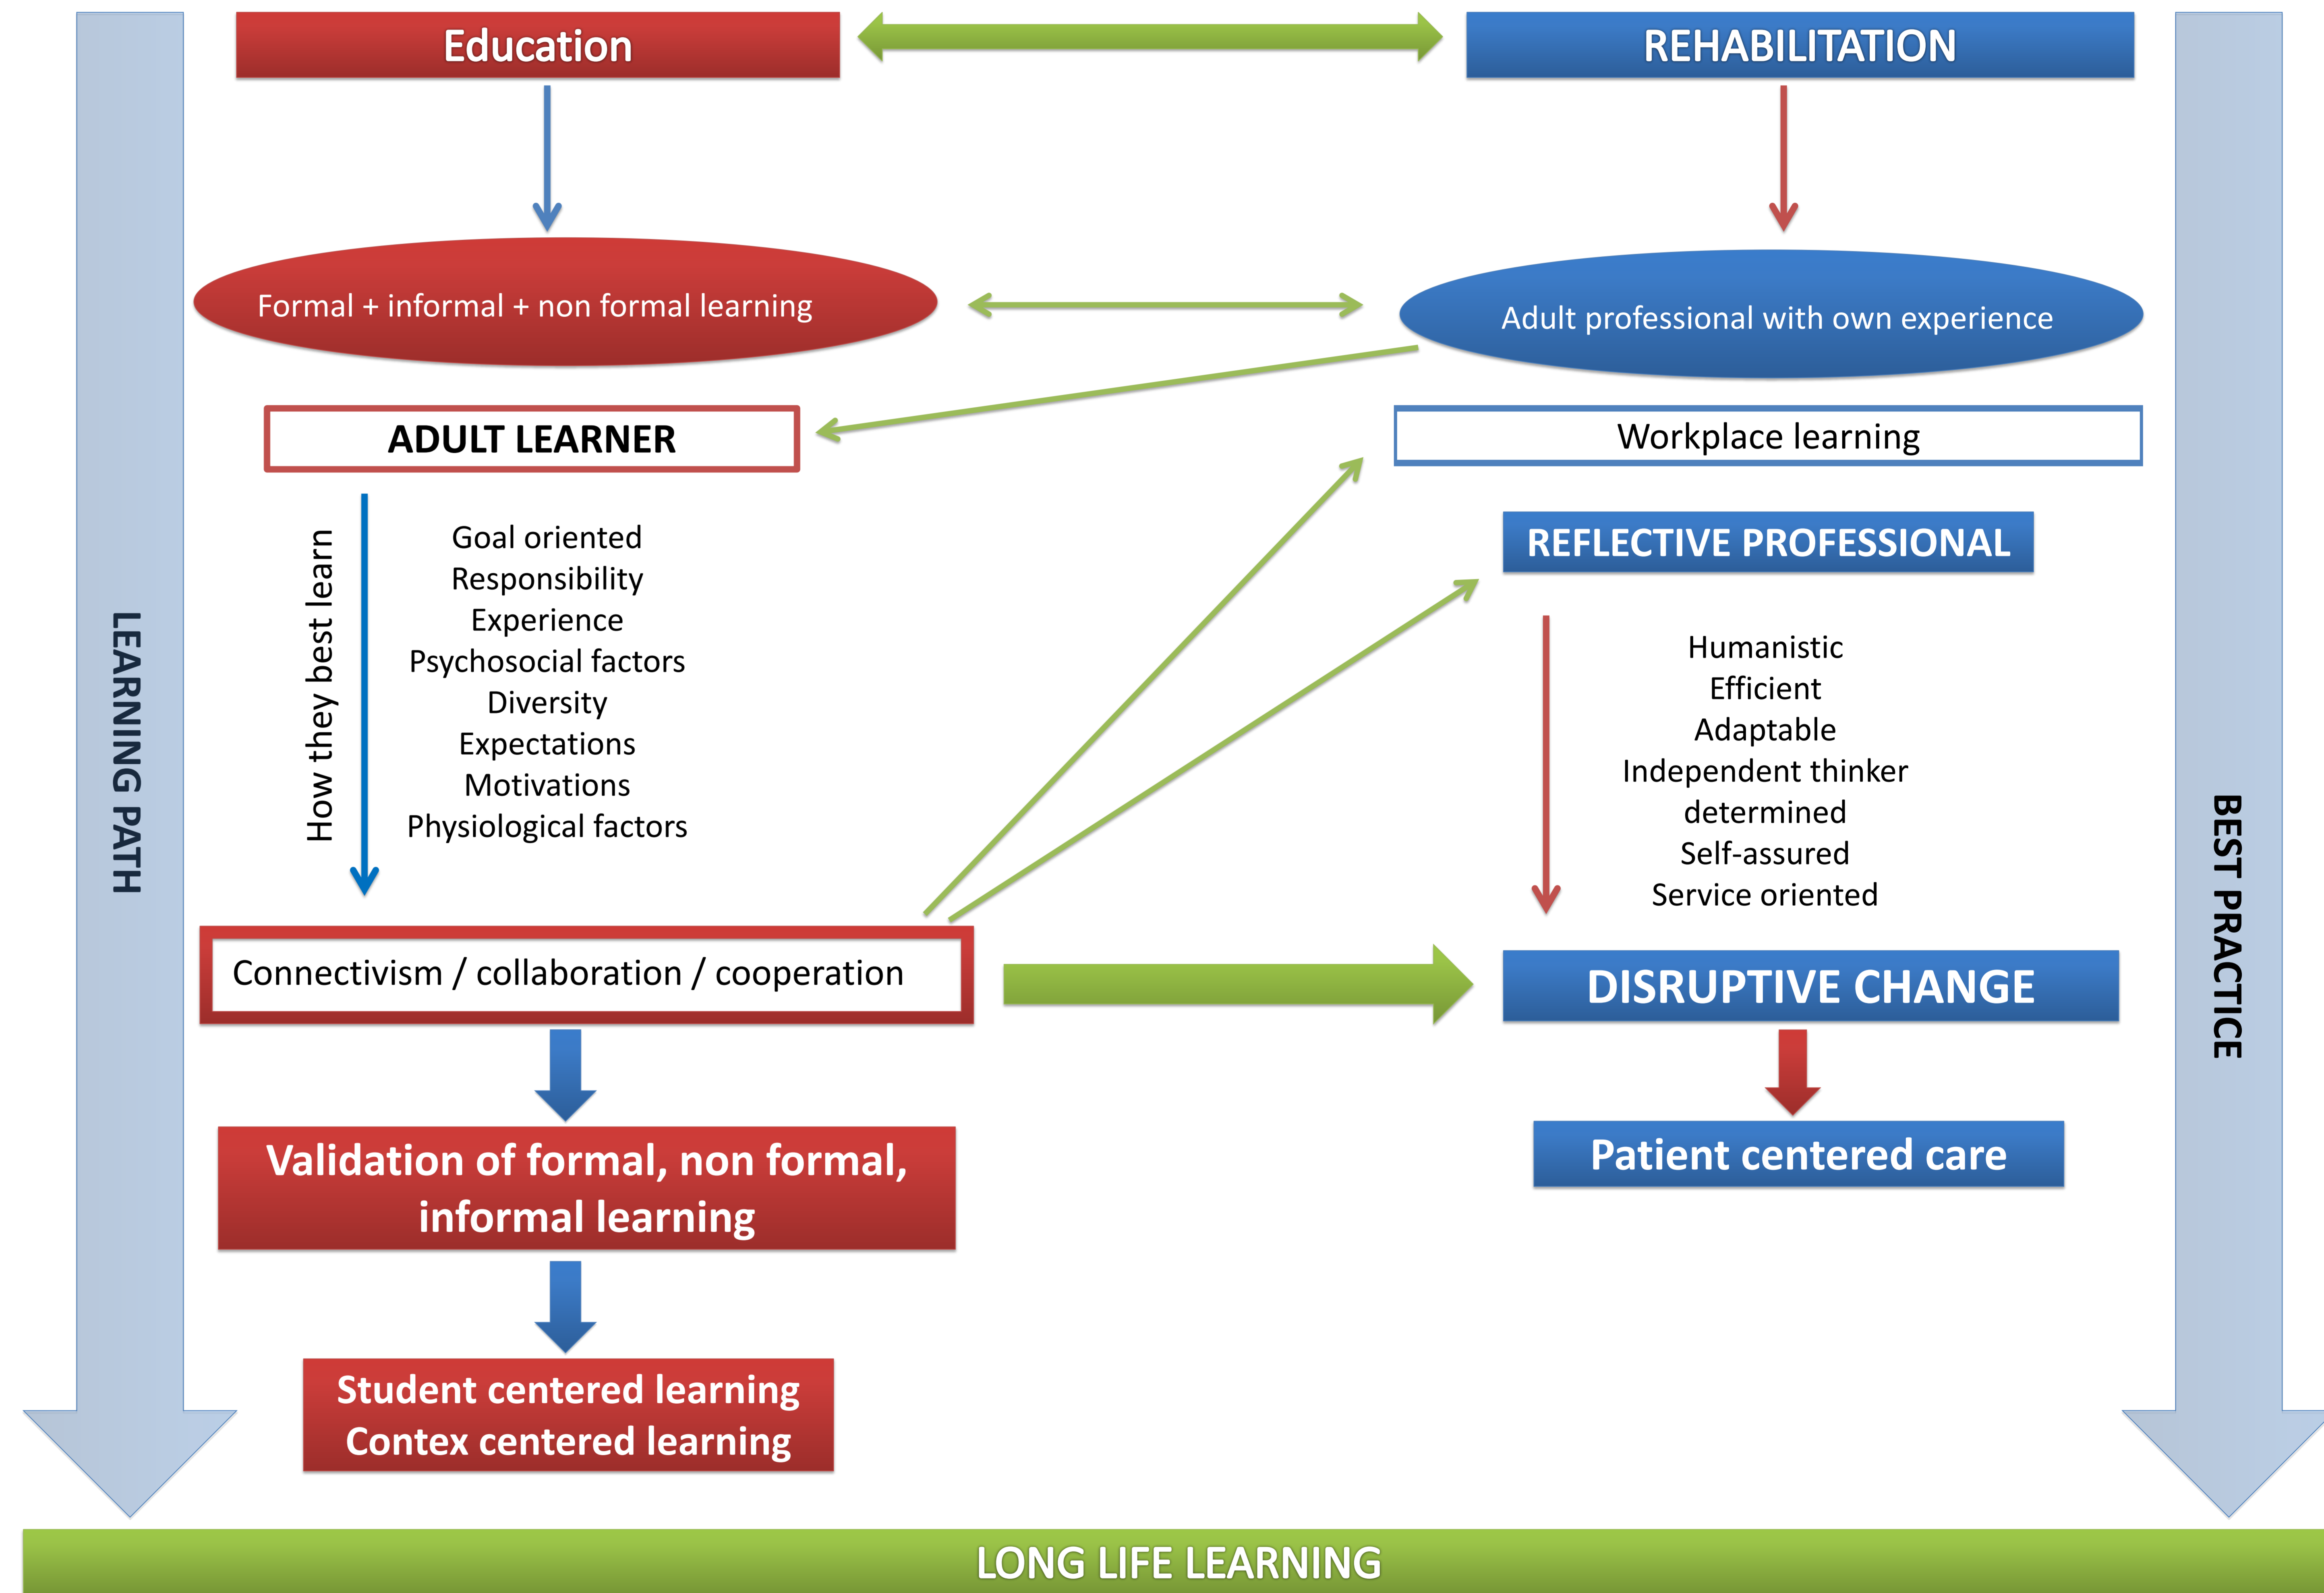 Education
REHABILITATION
Formal + informal + non formal learning
Adult professional with own experience
ADULT LEARNER
Workplace learning
How they best learn
Goal oriented
Responsibility
Experience
Psychosocial factors
Diversity
Expectations
Motivations
Physiological factors
REFLECTIVE PROFESSIONAL
Humanistic
Efficient
Adaptable
Independent thinker
determined
Self-assured
Service oriented
LEARNING PATH
BEST PRACTICE
Connectivism / collaboration / cooperation
DISRUPTIVE CHANGE
Validation of formal, non formal,
informal learning
Patient centered care
Student centered learning
Contex centered learning
LONG LIFE LEARNING